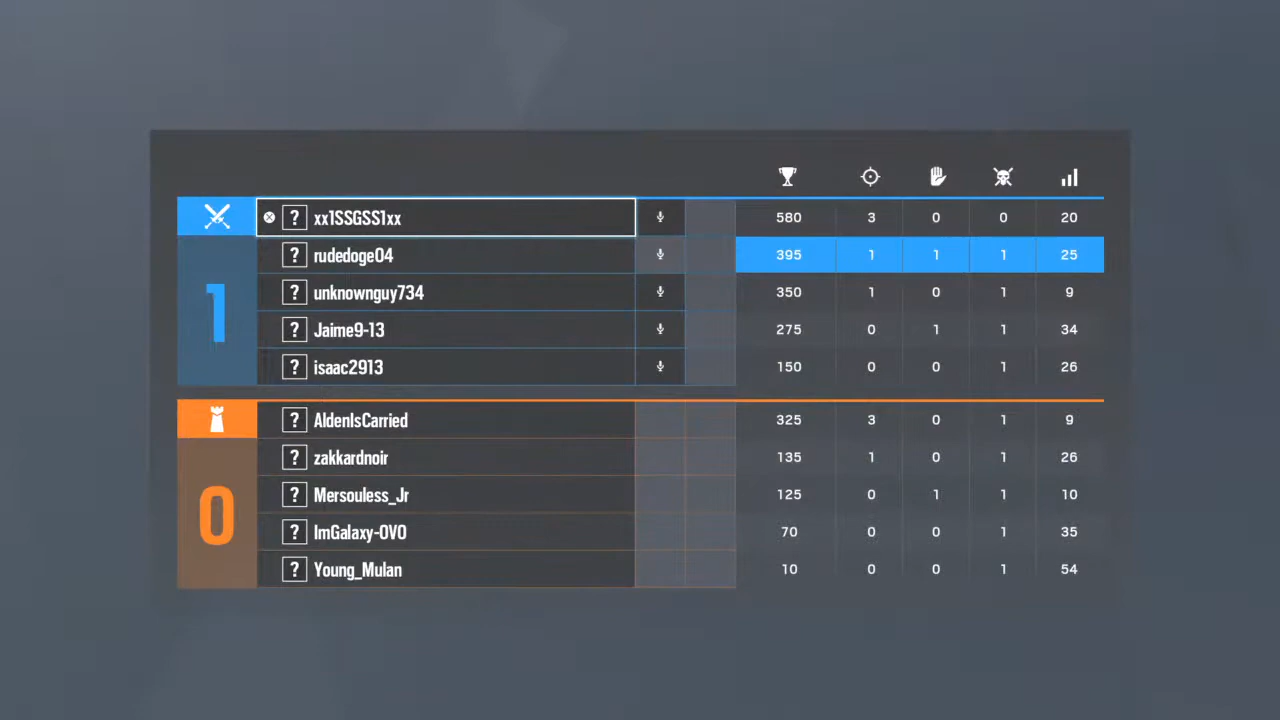 ? xx1SSGSS1xx 580 3 0 0 20
? rudedoge04 395 1 1 1 25
1
? unknownguy734 350 1 0 1 9
? Jaime9-13 275 0 1 1 34
? isaac2913 150 0 0 1 26
? AldenIsCarried 325 3 0 1 9
? zakkardnoir 135 1 0 1 26
0
? Mersouless_Jr 125 0 1 1 10
? ImGalaxy-OVO 70 0 0 1 35
? Young_Mulan 10 0 0 1 54